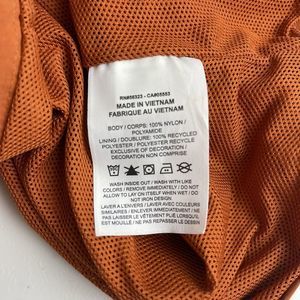 RN#56323 - CA#05553
MADE IN VIETNAM
FABRIQUE AU VIETNAM
BODY / CORPS: 100% NYLON /
POLYAMIDE
LINING / DOUBLURE: 100% RECYCLED
POLYESTER / POLYESTER RECYCLÉ
EXCLUSIVE OF DECORATION /
DÉCORATION NON COMPRISE
WASH INSIDE OUT / WASH WITH LIKE
COLORS / REMOVE PROMPTLY / DO NOT
ALLOW TO LAY ON ITSELF WHEN WET / DO
NOT IRON DESIGN
LAVER À L'ENVERS / LAVER AVEC COULEURS
SIMILAIRES / ENLEVER RAPIDEMENT / NE
PAS LAISSER LE VÊTEMENT PLIÉ LORSQU'IL
EST MOUILLÉ / NE PAS REPASSER LE DESSIN